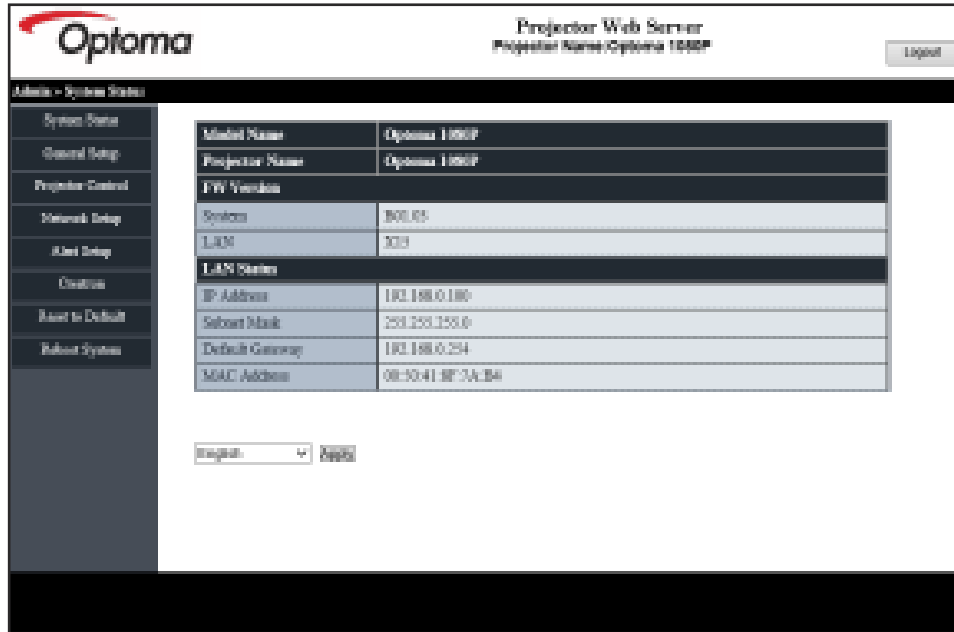 Optoma
Projector Web Server
Projector Name:Optoma 1080P
Logout
Admin - System Status
System Status
General Setup
Projector Control
Network Setup
Alert Setup
Crestron
Reset to Default
Reboot System
Model Name Optoma 1080P
Projector Name Optoma 1080P
FW Version
System
LAN
LAN Status
IP Address 192.168.0.100
Subnet Mask 255.255.255.0
Default Gateway 192.168.0.254
MAC Address
English Apply